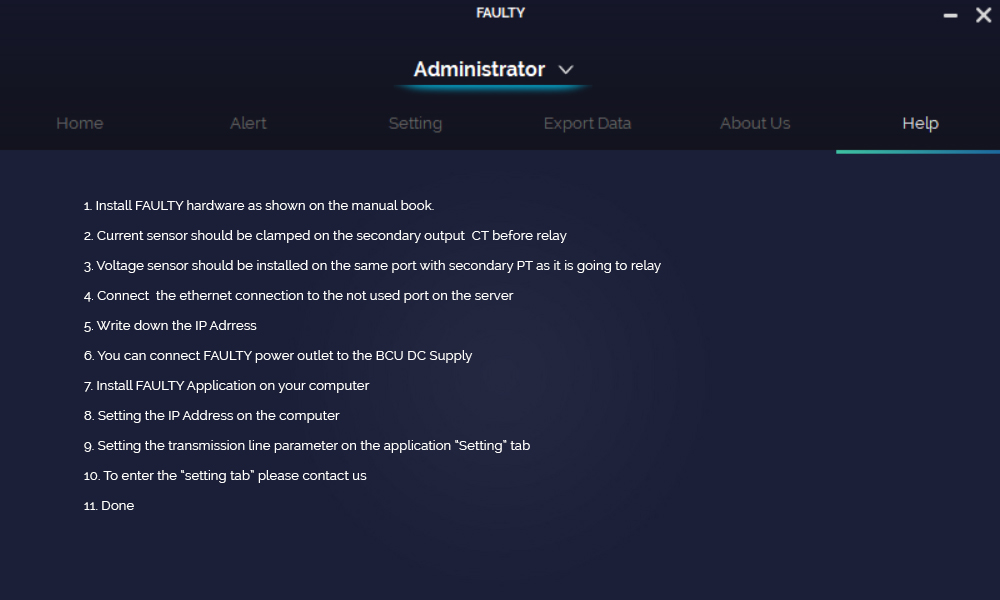 FAULTY
Administrator
Home Alert Setting Export Data About Us Help
1. Install FAULTY hardware as shown on the manual book.
2. Current sensor should be clamped on the secondary output  CT before relay
3. Voltage sensor should be installed on the same port with secondary PT as it is going to relay
4. Connect  the ethernet connection to the not used port on the server
5. Write down the IP Adrress
6. You can connect FAULTY power outlet to the BCU DC Supply
7. Install FAULTY Application on your computer
8. Setting the IP Address on the computer
9. Setting the transmission line parameter on the application “Setting” tab
10. To enter the “setting tab” please contact us
11. Done